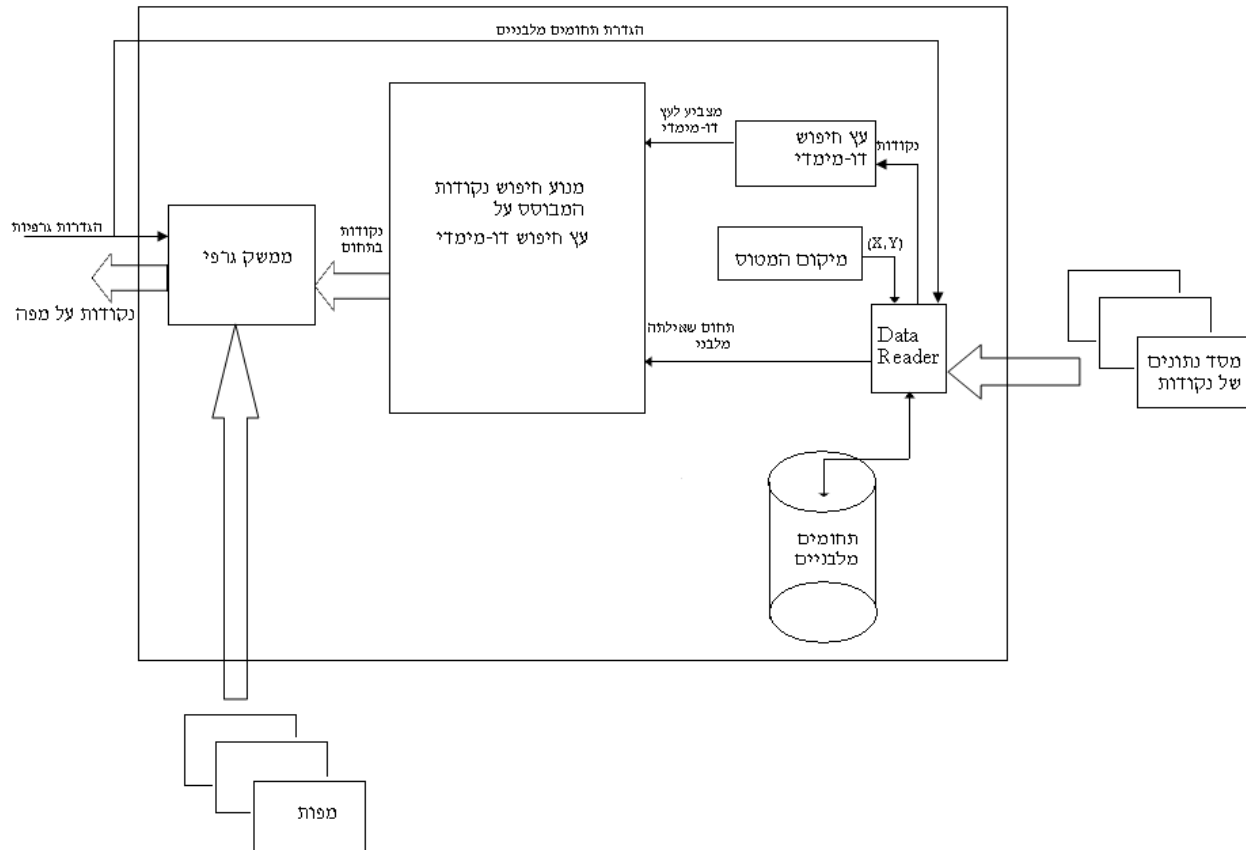 הגדרת תחומים מלבניים
מצביע לעץ
דו-מימדי
עץ חיפוש
דו-מימדי
נקודות
מנוע חיפוש נקודות
המבוסס על
עץ חיפוש דו-מימדי
הגדרות גרפיות
ממשק גרפי
נקודות
בתחום
מיקום המטוס
(X,Y)
נקודות על מפה
תחום שאילתה
מלבני
Data
Reader
מסד נתונים
של נקודות
תחומים
מלבניים
מפות